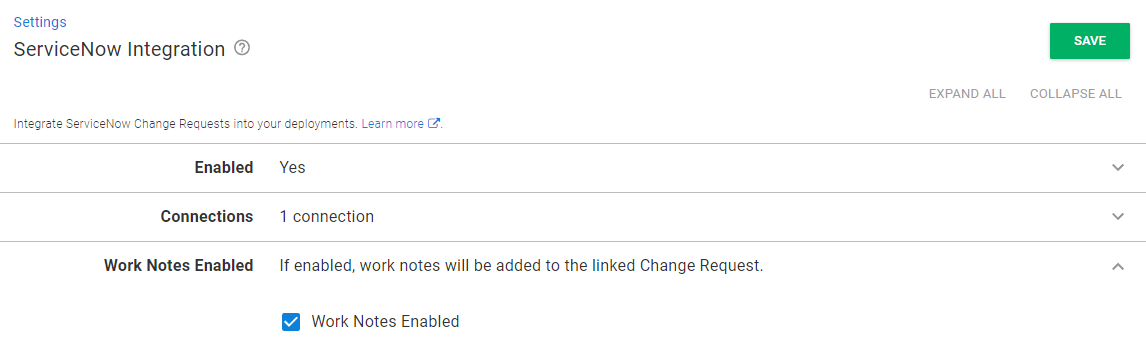 Settings
ServiceNow Integration
SAVE
EXPAND ALL COLLAPSE ALL
Integrate ServiceNow Change Requests into your deployments. Learn more.
Enabled Yes
Connections 1 connection
Work Notes Enabled If enabled, work notes will be added to the linked Change Request.
Work Notes Enabled